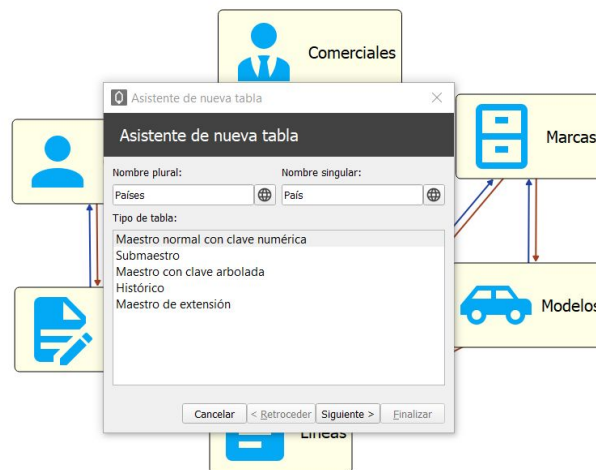 Comerciales
Asistente de nueva tabla
Asistente de nueva tabla
Marcas
Nombre plural:
Nombre singular:
Países
País
Tipo de tabla:
Maestro normal con clave numérica
Submaestro
Maestro con clave arbolada
Histórico
Maestro de extensión
Modelos
Cancelar
< Retroceder
Siguiente >
Finalizar
Líneas